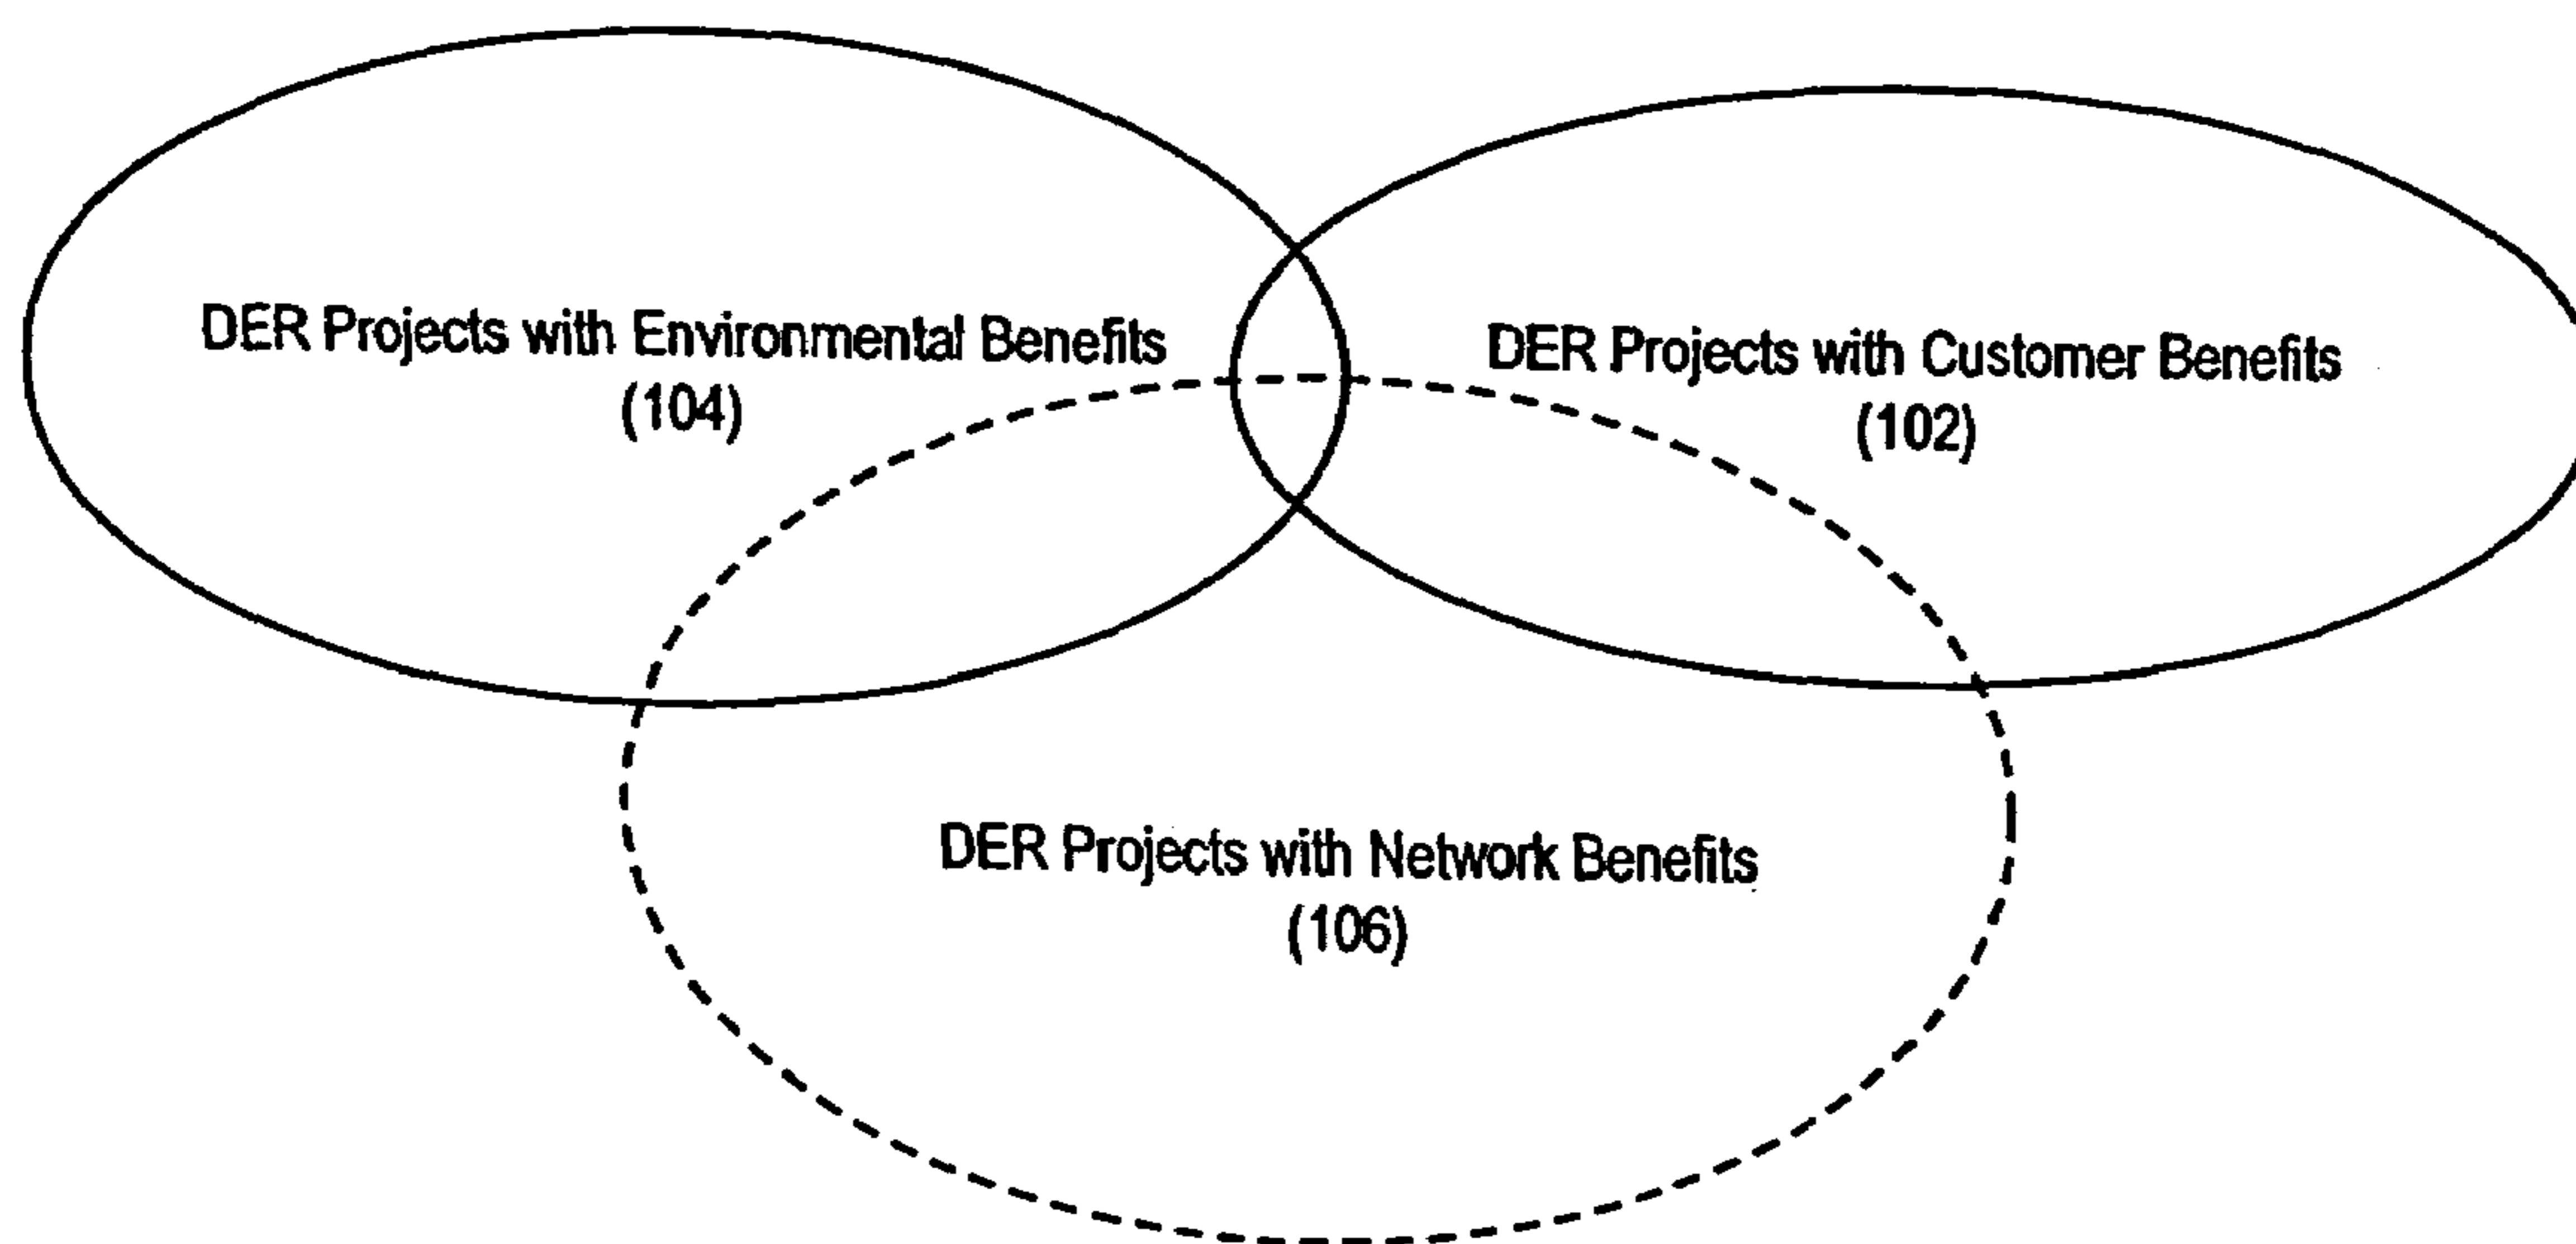 DER Projects with Environmental Benefits
(104)
DER Projects with Customer Benefits
(102)
DER Projects with Network Benefits
(106)